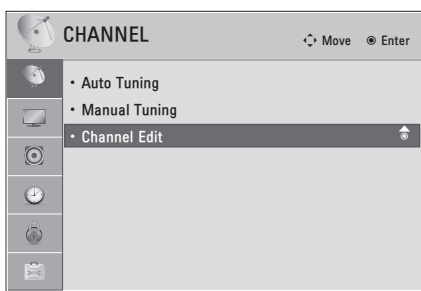 CHANNEL
Move Enter
• Auto Tuning
• Manual Tuning
• Channel Edit